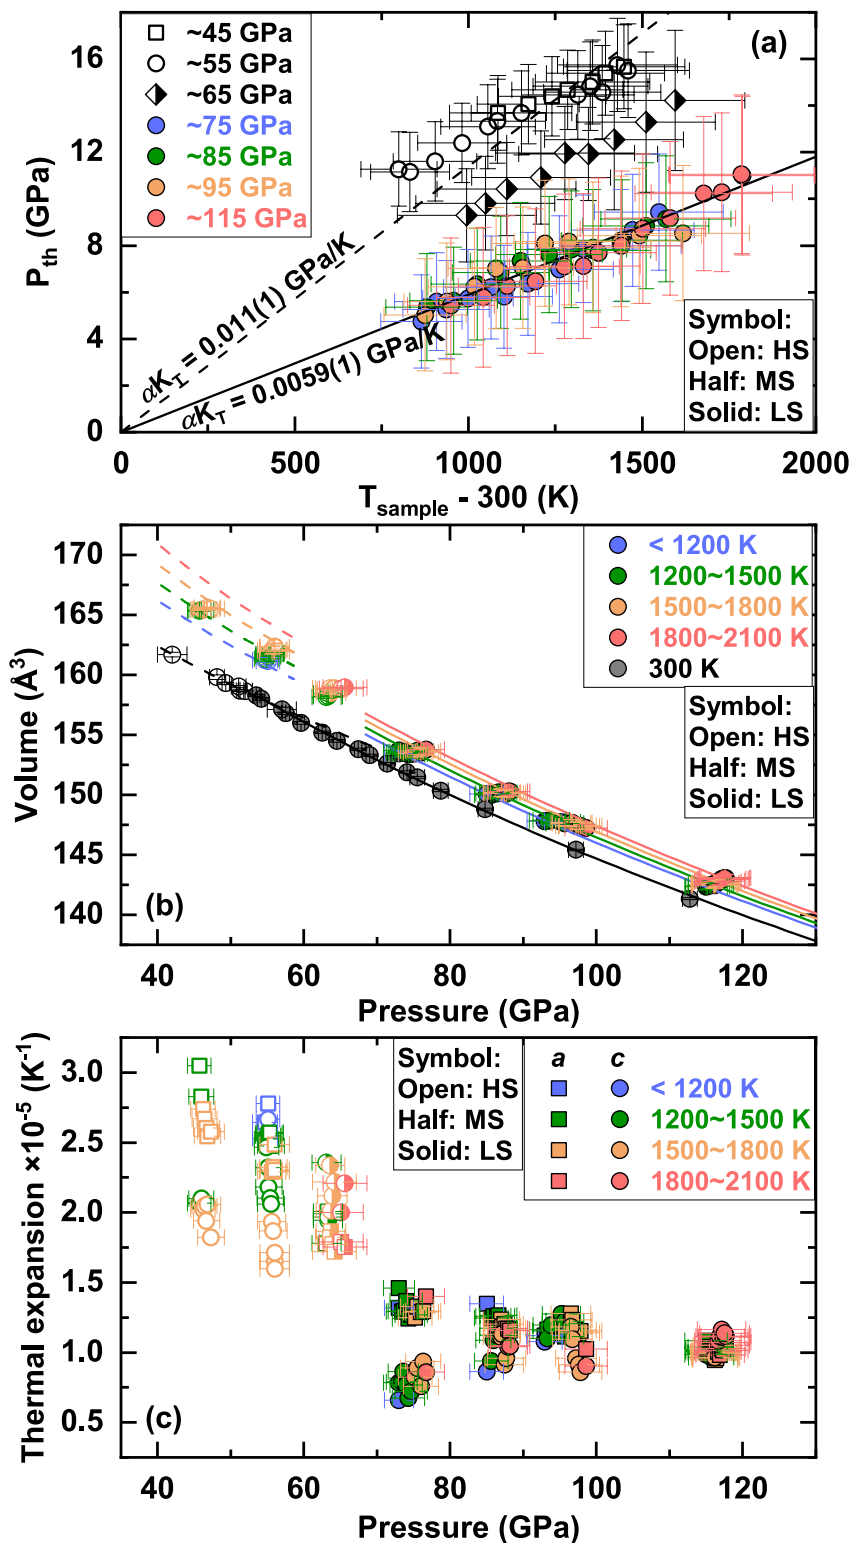 16
12
8
4
0
P_th (GPa)
~45 GPa
~55 GPa
~65 GPa
~75 GPa
~85 GPa
~95 GPa
~115 GPa
(a)
αK_T = 0.011(1) GPa/K
αK_T = 0.0059(1) GPa/K
Symbol:
Open: HS
Half: MS
Solid: LS
0 500 1000 1500 2000
T_sample - 300 (K)
170
165
160
155
150
145
140
Volume (Å³)
< 1200 K
1200~1500 K
1500~1800 K
1800~2100 K
300 K
Symbol:
Open: HS
Half: MS
Solid: LS
(b)
40 60 80 100 120
Pressure (GPa)
3.0
2.5
2.0
1.5
1.0
0.5
Thermal expansion ×10⁻⁵ (K⁻¹)
Symbol:
Open: HS
Half: MS
Solid: LS
a c
< 1200 K
1200~1500 K
1500~1800 K
1800~2100 K
(c)
40 60 80 100 120
Pressure (GPa)